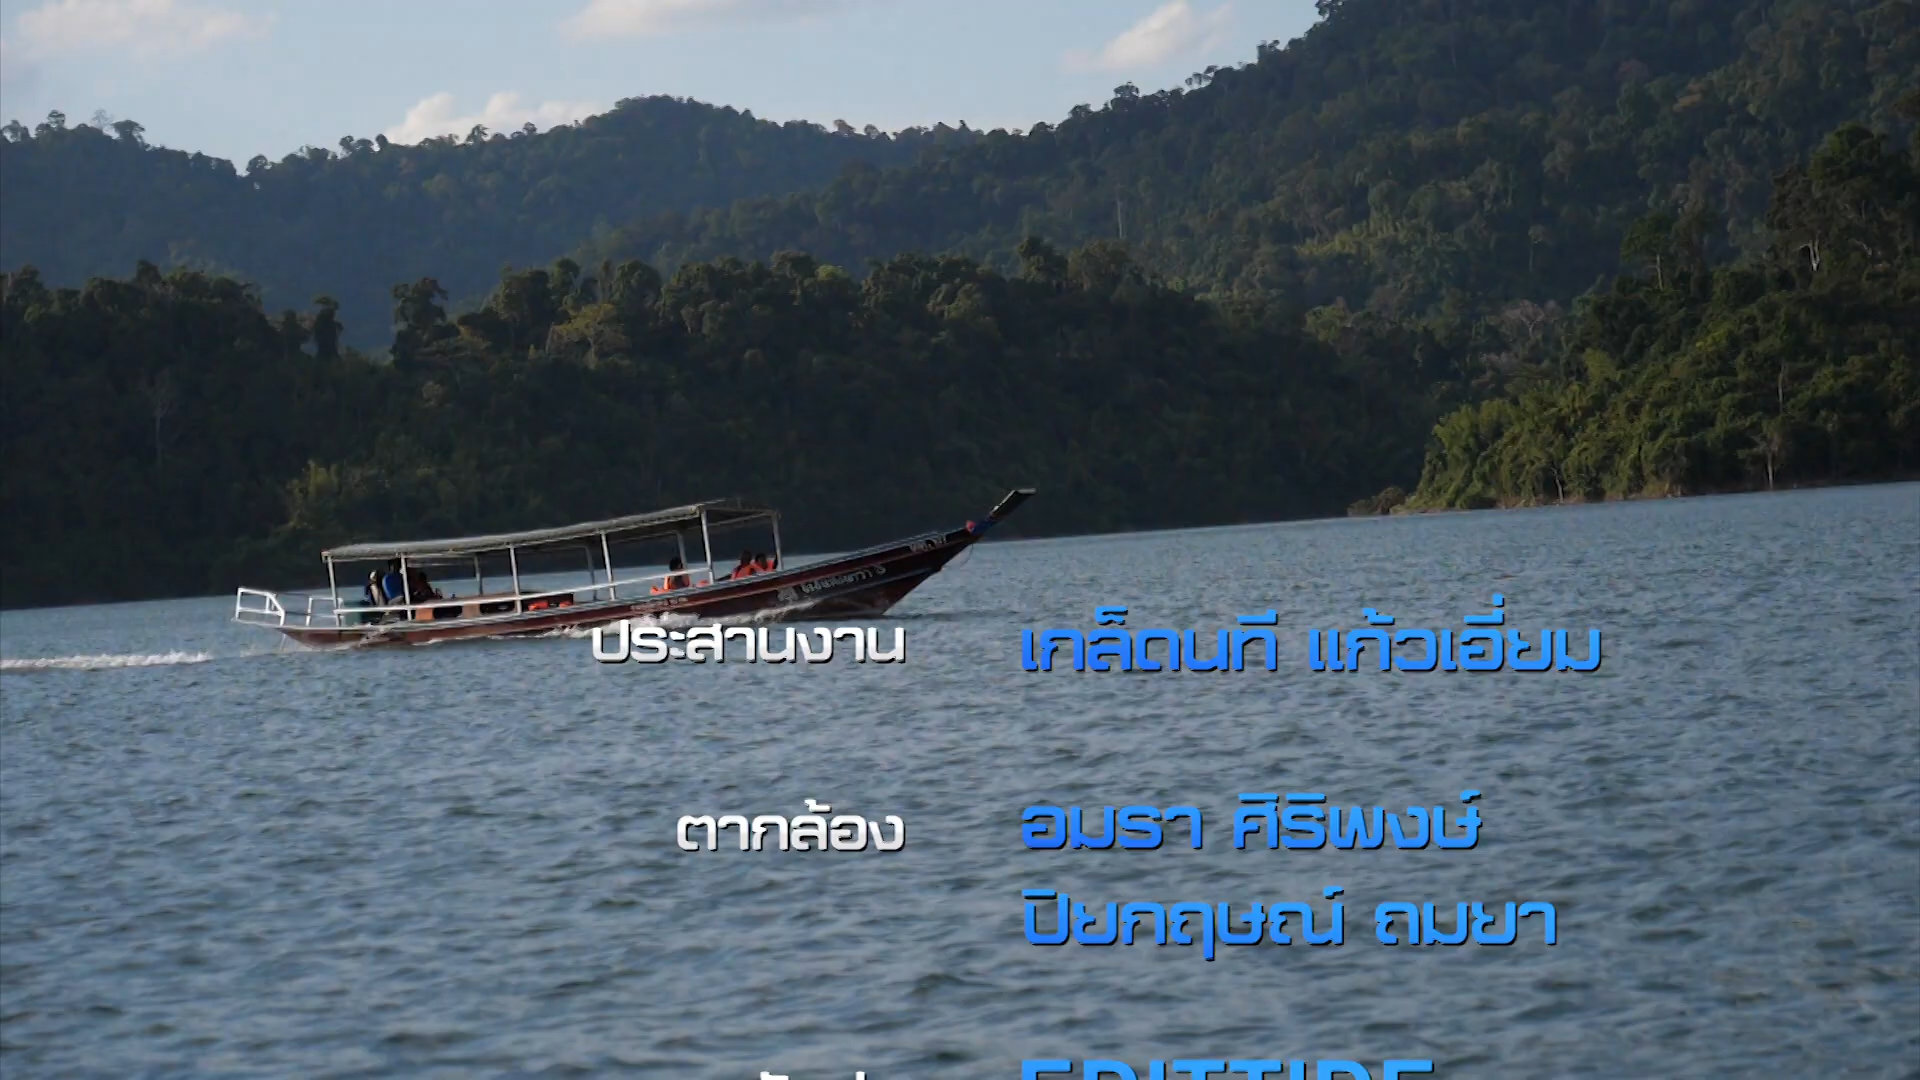 ประสานงาน เกล็ดนที แก้วเอี่ยม
ตากล้อง อมรา ศิริพงษ์
ปิยกฤษณ์ ถมยา